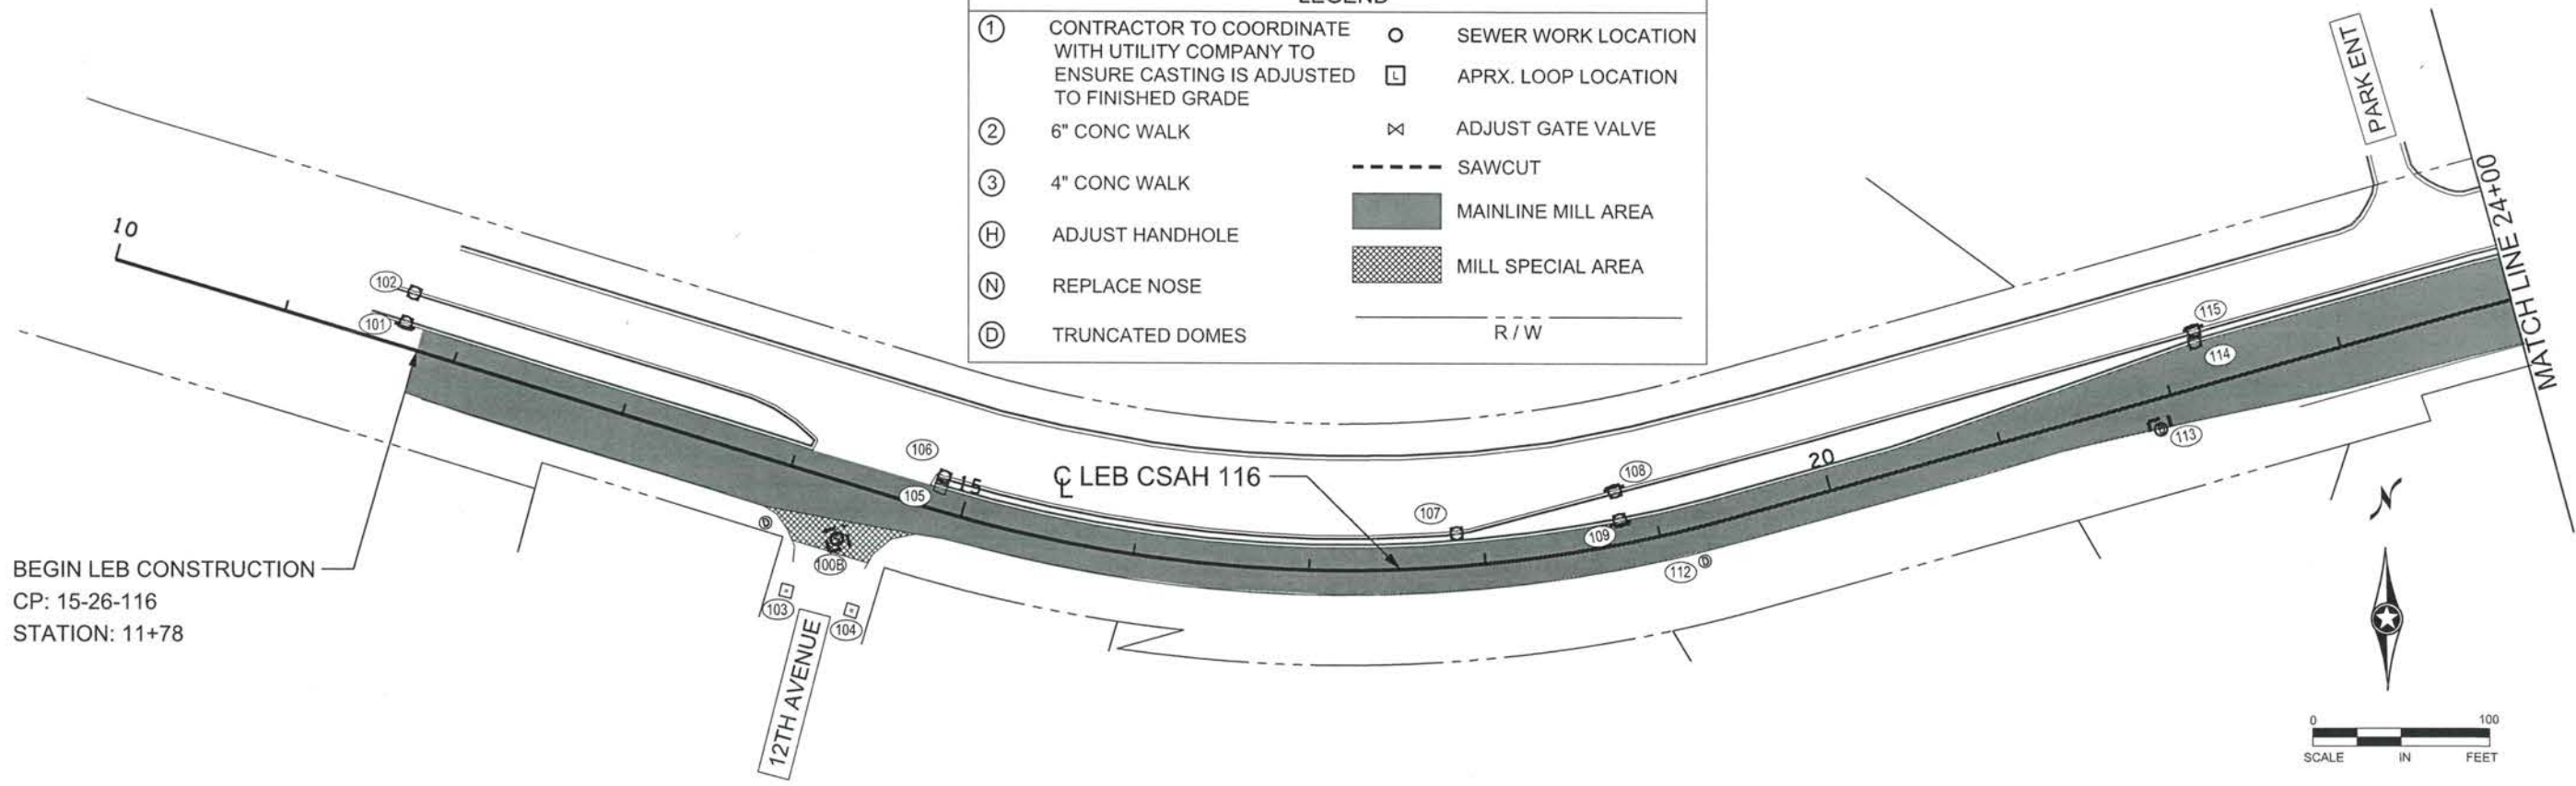 LEGEND
1 CONTRACTOR TO COORDINATE
WITH UTILITY COMPANY TO
ENSURE CASTING IS ADJUSTED
TO FINISHED GRADE
2 6" CONC WALK
3 4" CONC WALK
H ADJUST HANDHOLE
N REPLACE NOSE
D TRUNCATED DOMES
SEWER WORK LOCATION
L APRX. LOOP LOCATION
ADJUST GATE VALVE
SAWCUT
MAINLINE MILL AREA
MILL SPECIAL AREA
R / W
PARK ENT
MATCH LINE 24+00
10
102
101
106
105
15
℄ LEB CSAH 116
107
108
109
20
115
114
113
112
D
D
100B
103
104
12TH AVENUE
BEGIN LEB CONSTRUCTION
CP: 15-26-116
STATION: 11+78
N
0 100
SCALE IN FEET